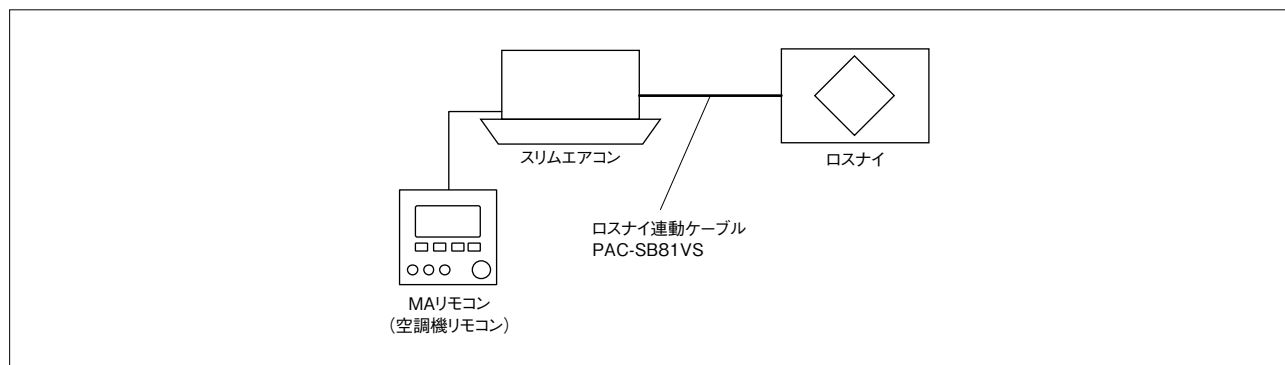 スリムエアコン
ロスナイ
ロスナイ連動ケーブル
PAC-SB81VS
MAリモコン
（空調機リモコン）